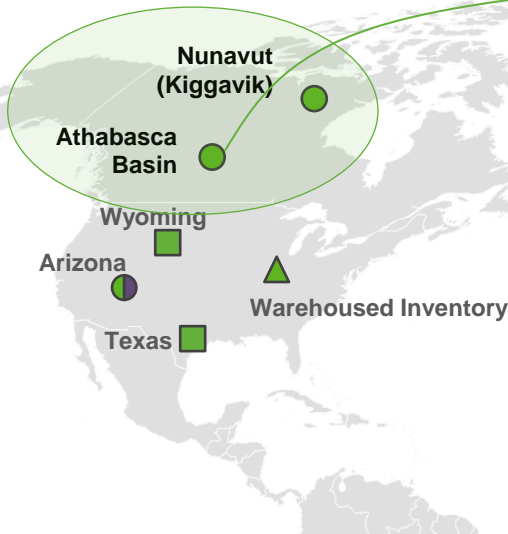 Nunavut
(Kiggavik)
Athabasca
Basin
Wyoming
Arizona
Warehoused Inventory
Texas